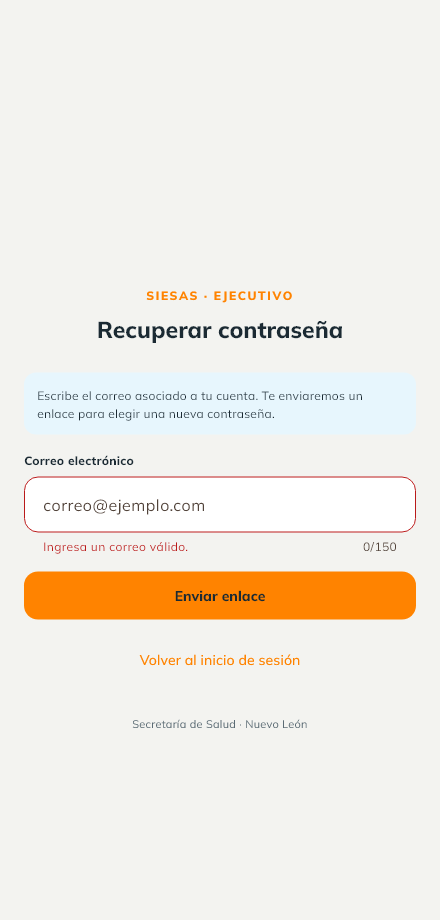 SIESAS · EJECUTIVO
Recuperar contraseña
Escribe el correo asociado a tu cuenta. Te enviaremos un
enlace para elegir una nueva contraseña.
Correo electrónico
correo@ejemplo.com
Ingresa un correo válido. 0/150
Enviar enlace
Volver al inicio de sesión
Secretaría de Salud · Nuevo León